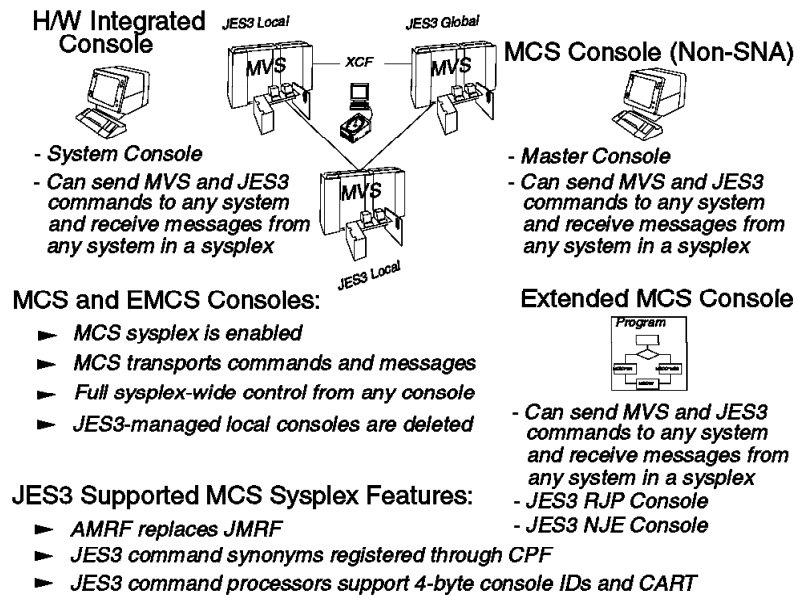 H/W Integrated
Console
JES3 Local
JES3 Global
MVS
XCF
MVS
MCS Console (Non-SNA)
- System Console
- Can send MVS and JES3
commands to any system
and receive messages from
any system in a sysplex
MVS
JES3 Local
- Master Console
- Can send MVS and JES3
commands to any system
and receive messages from
any system in a sysplex
MCS and EMCS Consoles:
► MCS sysplex is enabled
► MCS transports commands and messages
► Full sysplex-wide control from any console
► JES3-managed local consoles are deleted
Extended MCS Console
Program
- Can send MVS and JES3
commands to any system
and receive messages from
any system in a sysplex
- JES3 RJP Console
- JES3 NJE Console
JES3 Supported MCS Sysplex Features:
► AMRF replaces JMRF
► JES3 command synonyms registered through CPF
► JES3 command processors support 4-byte console IDs and CART